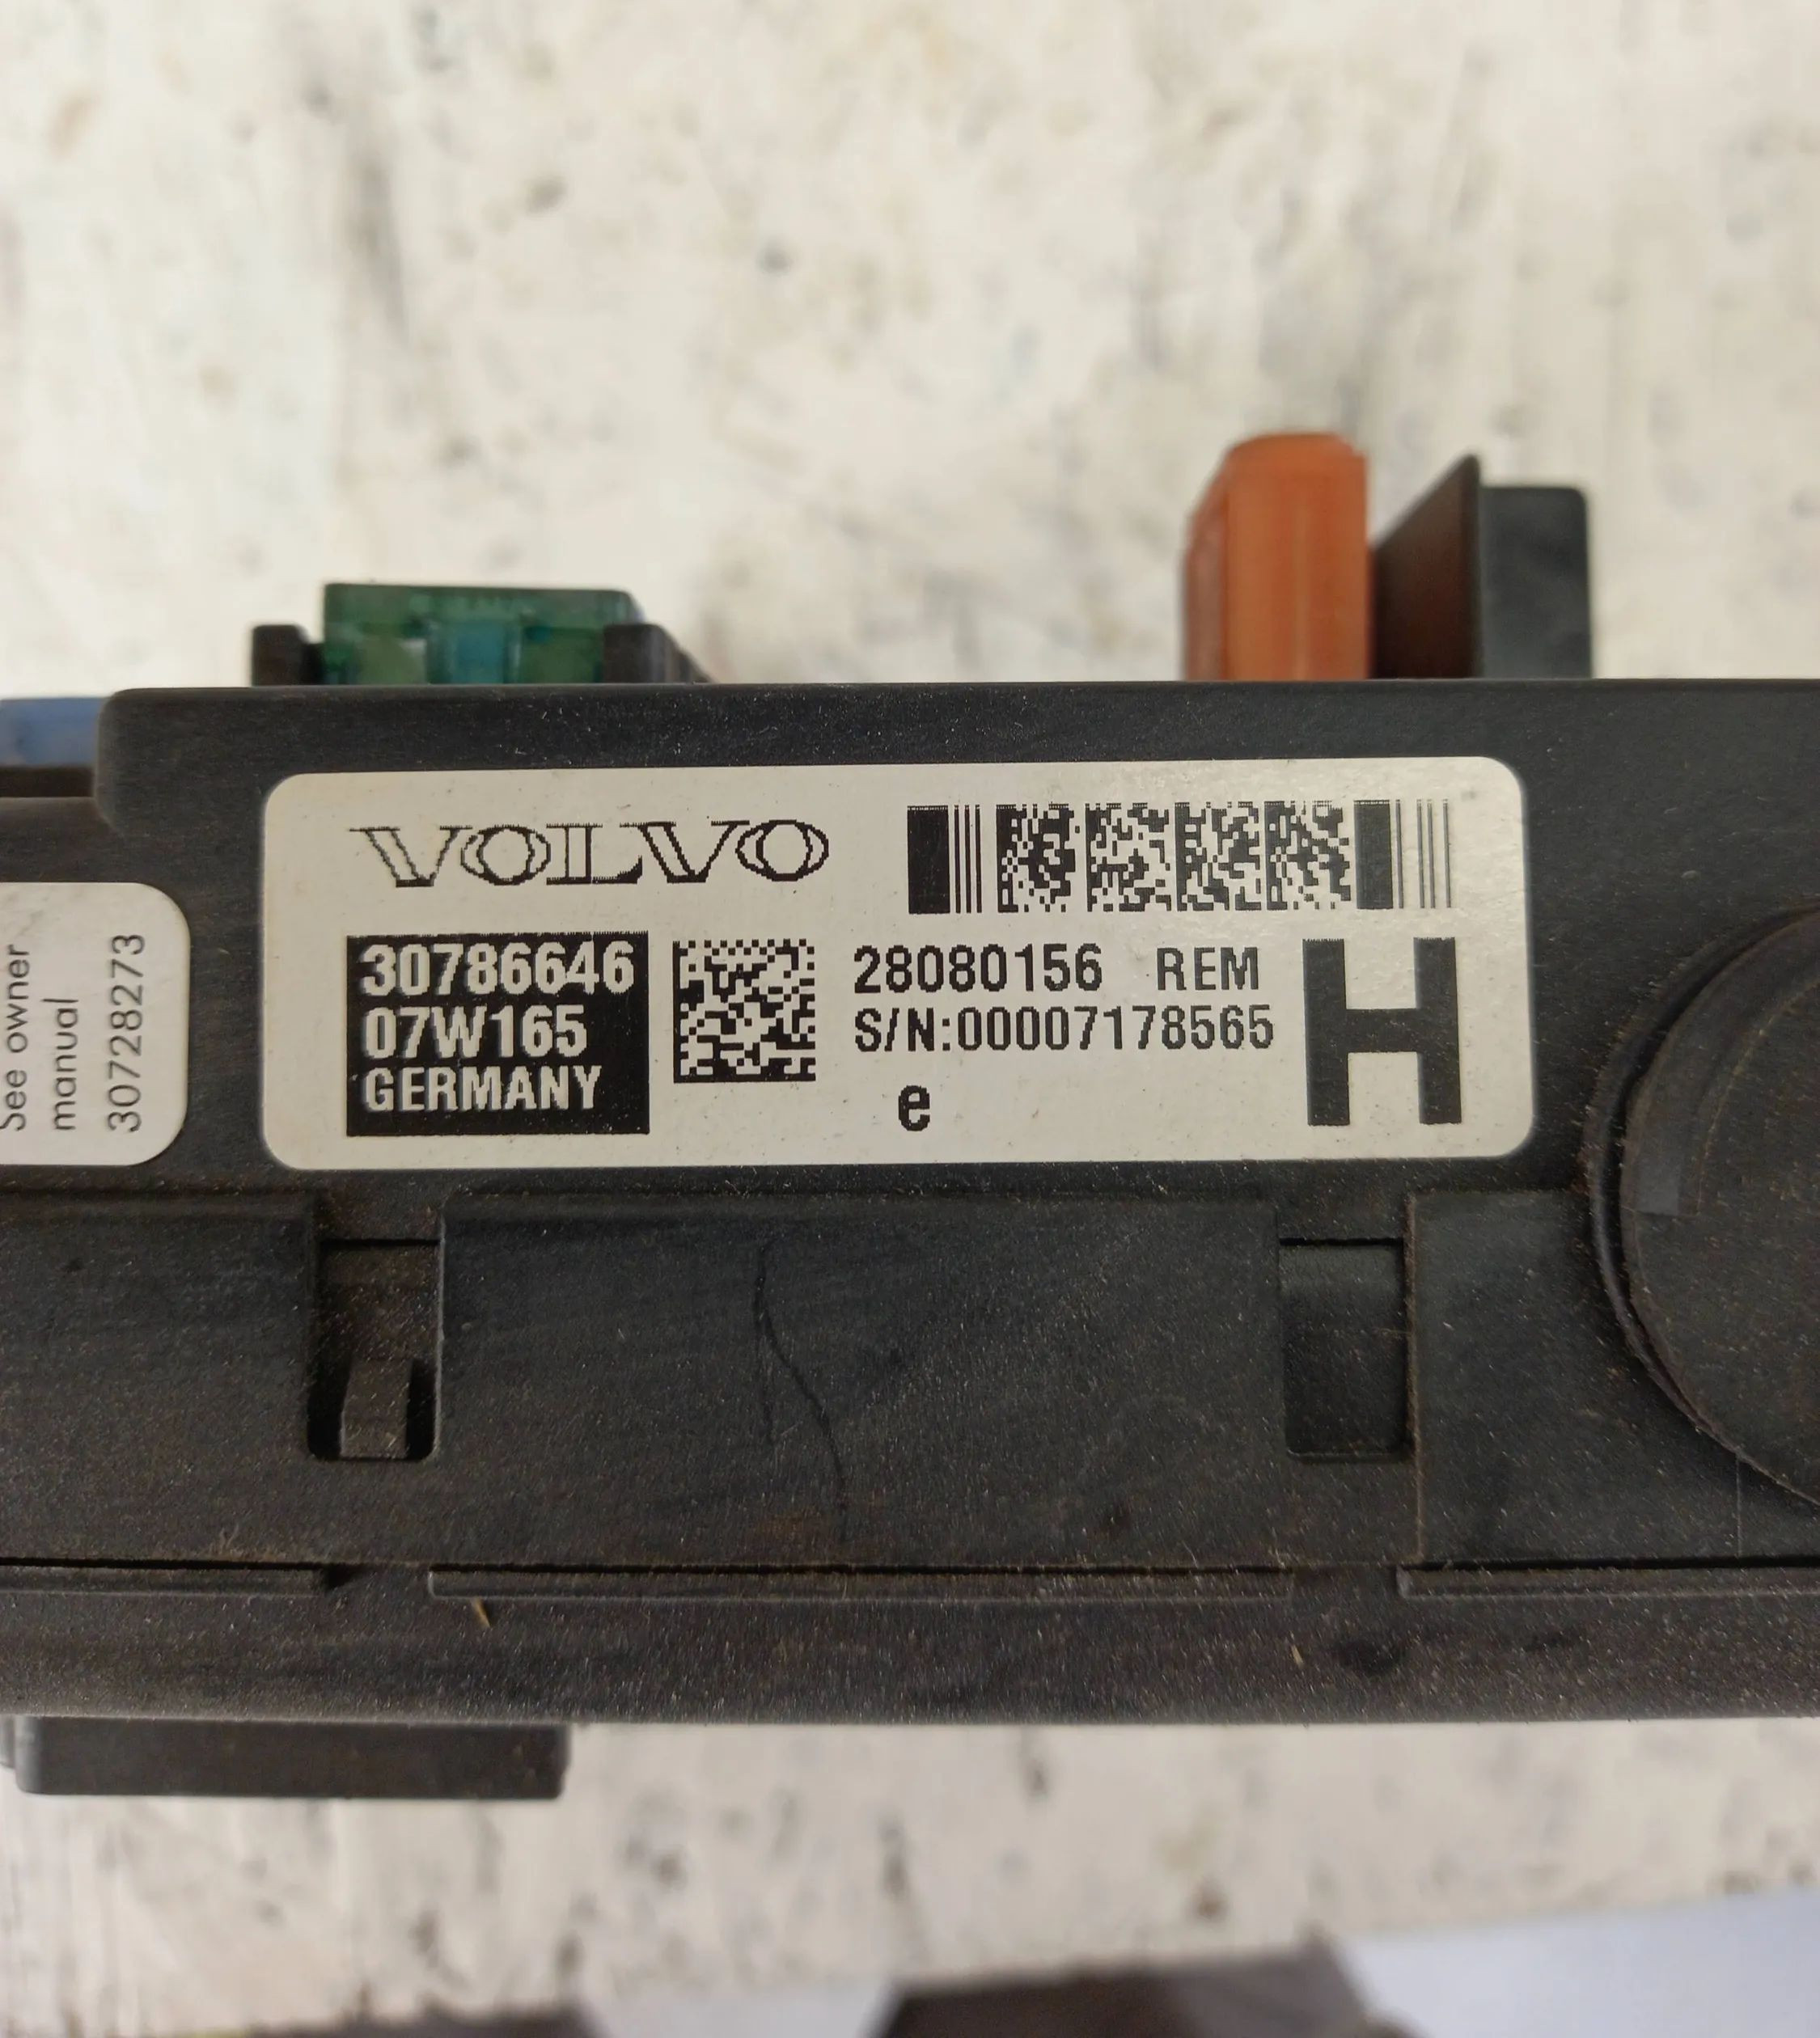 See owner
manual
30728273
VOLVO
30786646
07W165
GERMANY
28080156 REM
S/N:00007178565
e
H